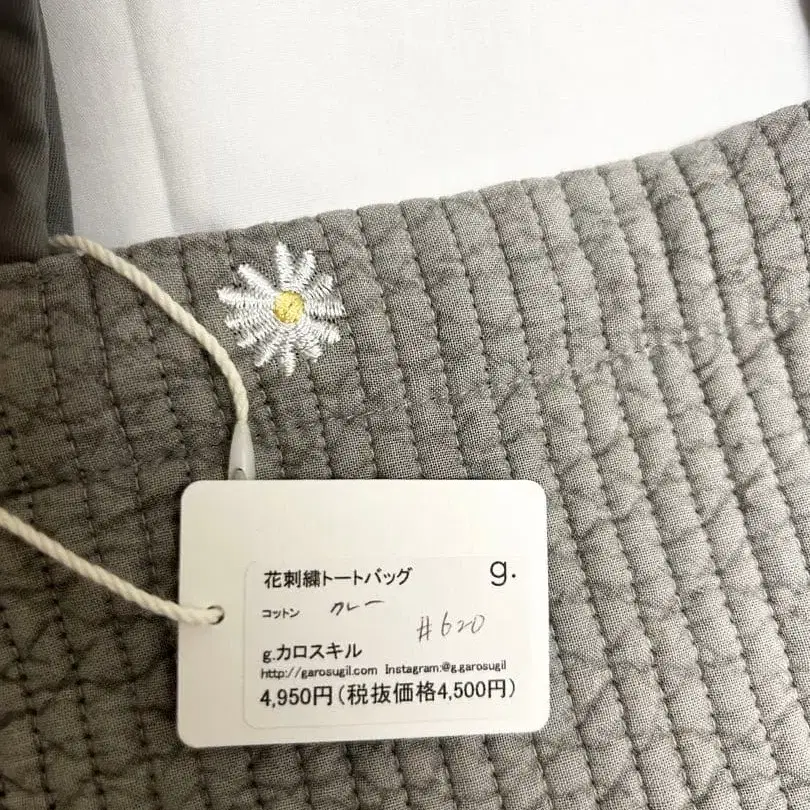 花刺繍トートバッグ g.
コットン グレー
#620
g.カロスキル
http://garosugil.com Instagram:@g.garosugil
4,950円(税抜価格4,500円)